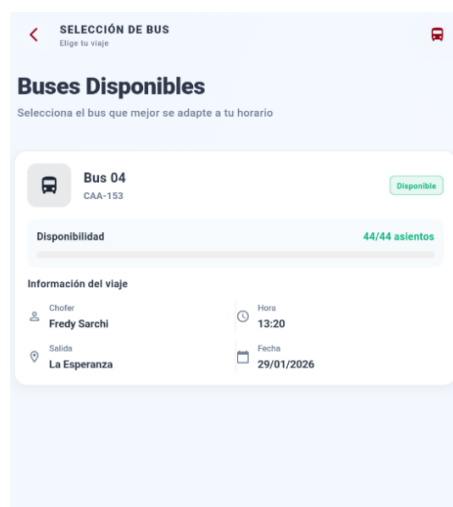 SELECCIÓN DE BUS
Elige tu viaje
Buses Disponibles
Selecciona el bus que mejor se adapte a tu horario
Bus 04
CAA-153
Disponible
Disponibilidad
44/44 asientos
Información del viaje
Chofer
Fredy Sarchi
Hora
13:20
Salida
La Esperanza
Fecha
29/01/2026